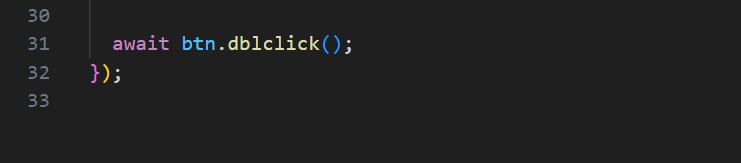 30
31 await btn.dblclick();
32 });
33